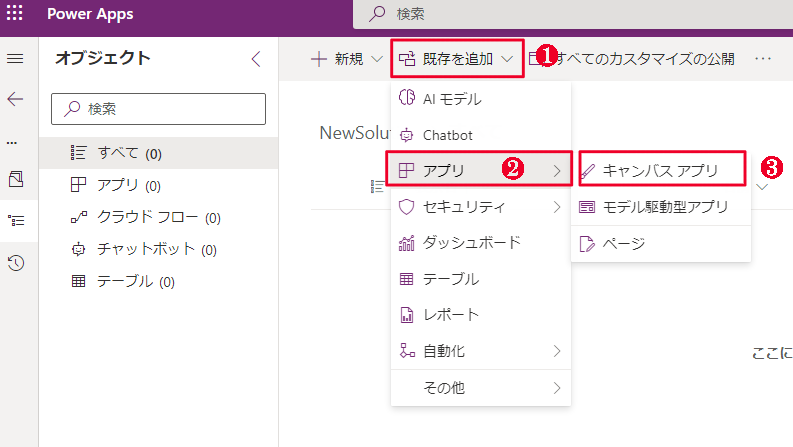 Power Apps
検索
オブジェクト
新規
既存を追加
❶
すべてのカスタマイズの公開
...
検索
すべて (0)
アプリ (0)
クラウド フロー (0)
チャットボット (0)
テーブル (0)
NewSolut
AI モデル
Chatbot
アプリ
❷
セキュリティ
ダッシュボード
テーブル
レポート
自動化
その他
キャンバス アプリ
❸
モデル駆動型アプリ
ページ
ここに